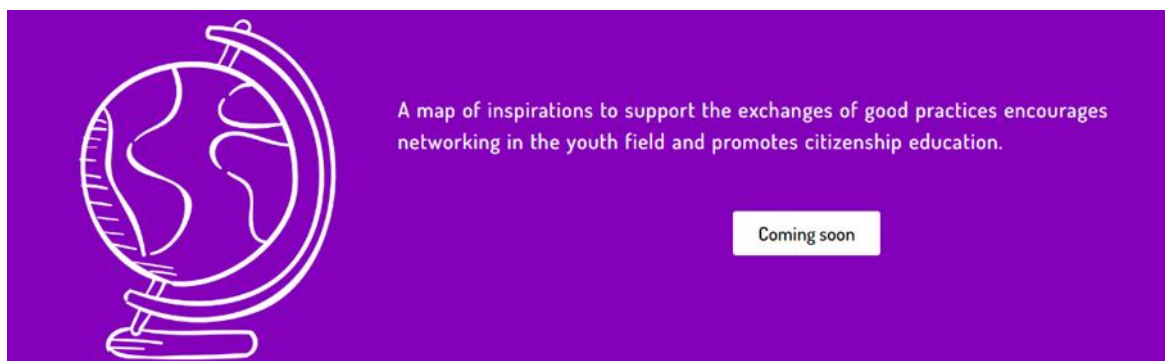 A map of inspirations to support the exchanges of good practices encourages
networking in the youth field and promotes citizenship education.
Coming soon